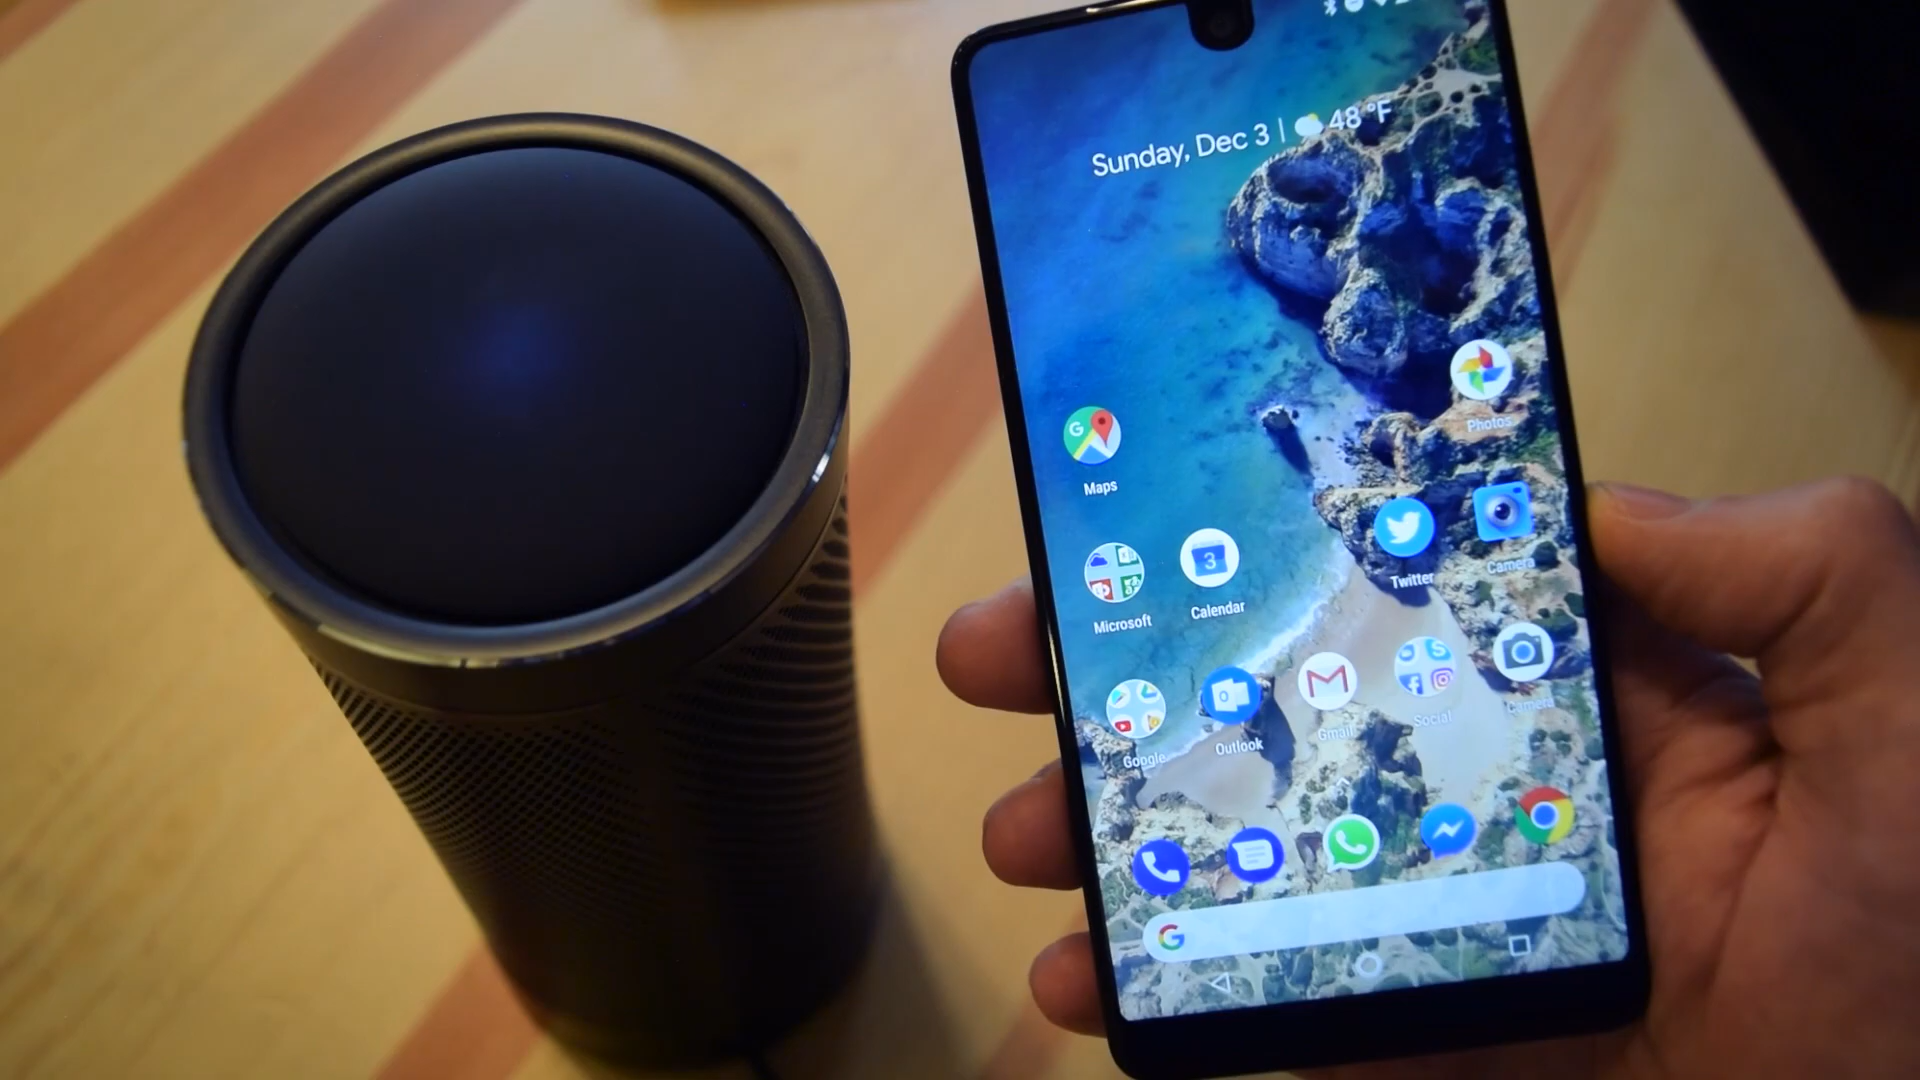 Sunday, Dec 3 | 48 °F
Photos
Maps
Twitter
Camera
Microsoft
3
Calendar
Google
Outlook
Gmail
Social
Camera